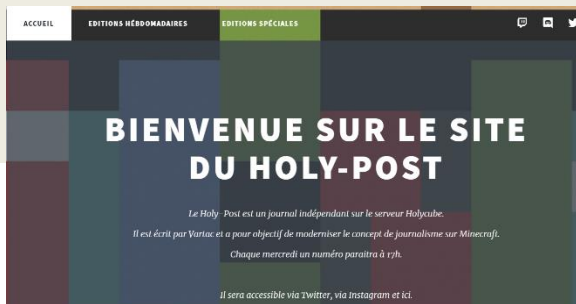 ACCUEIL EDITIONS HÉBDOMADAIRES EDITIONS SPÉCIALES
BIENVENUE SUR LE SITE
DU HOLY-POST
Le Holy-Post est un journal indépendant sur le serveur Holycube.
Il est écrit par Vartac et a pour objectif de moderniser le concept de journalisme sur Minecraft.
Chaque mercredi un numéro paraitra à 17h.
Il sera accessible via Twitter, via Instagram et ici.